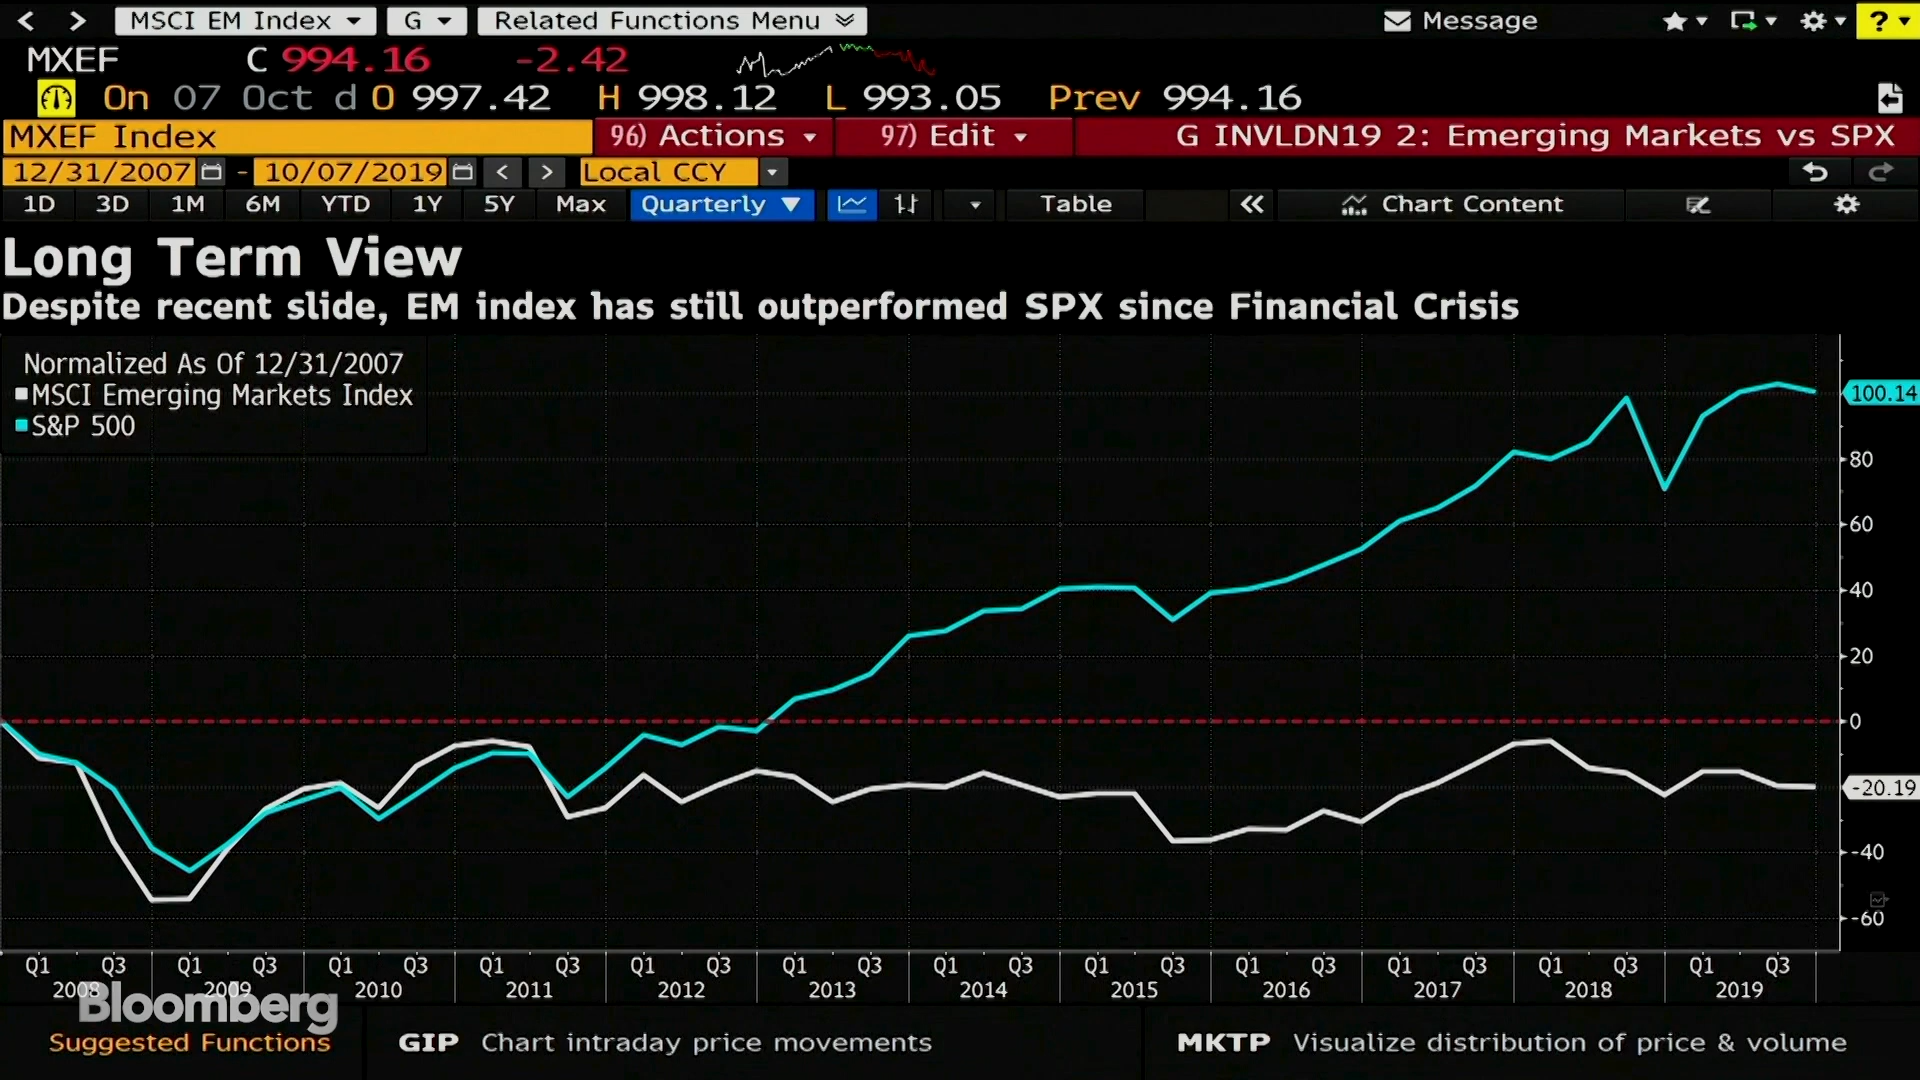 MSCI EM Index G Related Functions Menu Message ?
MXEF C 994.16 -2.42
On 07 Oct d O 997.42 H 998.12 L 993.05 Prev 994.16
MXEF Index 96) Actions 97) Edit G INVLDN19 2: Emerging Markets vs SPX
12/31/2007 - 10/07/2019 Local CCY
1D 3D 1M 6M YTD 1Y 5Y Max Quarterly Table Chart Content
Long Term View
Despite recent slide, EM index has still outperformed SPX since Financial Crisis
Normalized As Of 12/31/2007
MSCI Emerging Markets Index
S&P 500
100.14
80
60
40
20
0
-20.19
-40
-60
Q1 Q3 Q1 Q3 Q1 Q3 Q1 Q3 Q1 Q3 Q1 Q3 Q1 Q3 Q1 Q3 Q1 Q3 Q1 Q3 Q1 Q3 Q1 Q3
2008 2009 2010 2011 2012 2013 2014 2015 2016 2017 2018 2019
Bloomberg
Suggested Functions GIP Chart intraday price movements MKTP Visualize distribution of price & volume